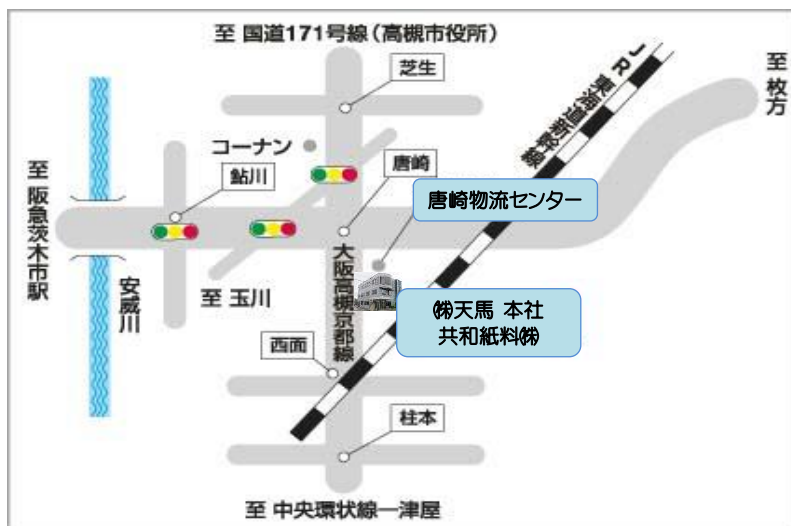 至 国道171号線（高槻市役所）
芝生
JR東海道新幹線
至 枚方
コーナン
唐崎
鮎川
至 阪急茨木市駅
唐崎物流センター
安威川
至 玉川
大阪高槻京都線
㈱天馬 本社
共和紙料㈱
西面
柱本
至 中央環状線一津屋